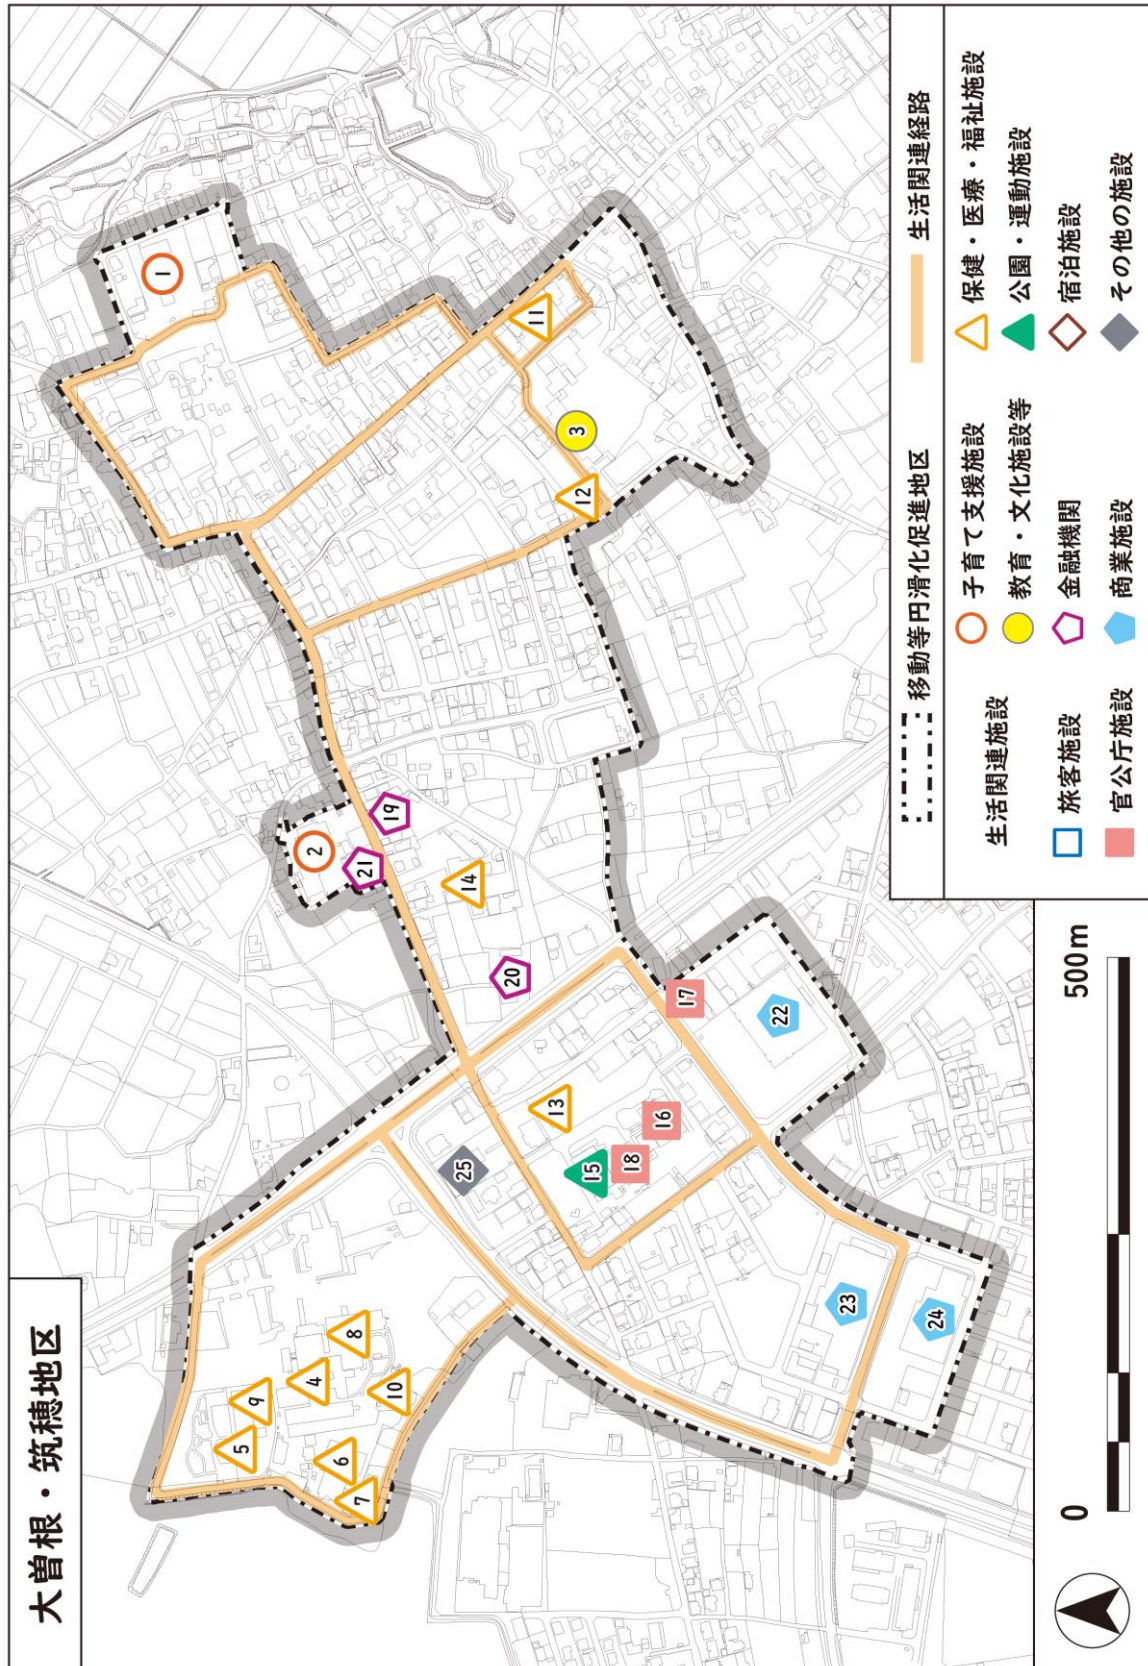 大曽根・筑穂地区
1
2
3
4
5
6
7
8
9
10
11
12
13
14
15
16
17
18
19
20
21
22
23
24
25
0
500m
移動等円滑化促進地区
生活関連経路
生活関連施設
子育て支援施設
保健・医療・福祉施設
教育・文化施設等
公園・運動施設
旅客施設
金融機関
宿泊施設
官公庁施設
商業施設
その他の施設